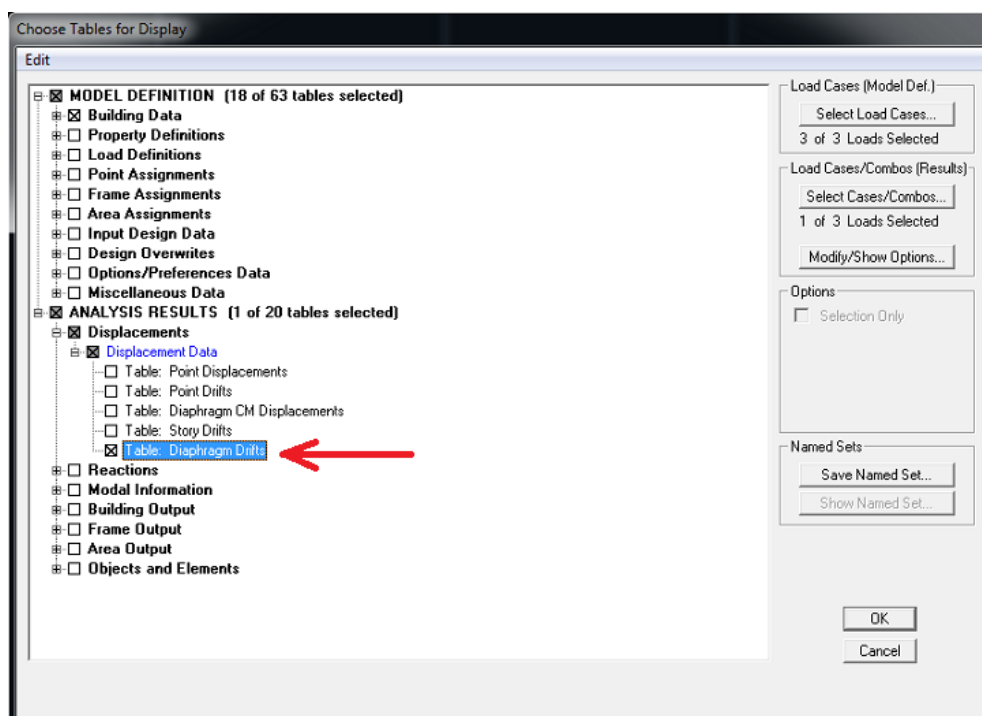 Choose Tables for Display
Edit
MODEL DEFINITION (18 of 63 tables selected)
Building Data
Property Definitions
Load Definitions
Point Assignments
Frame Assignments
Area Assignments
Input Design Data
Design Overwrites
Options/Preferences Data
Miscellaneous Data
ANALYSIS RESULTS (1 of 20 tables selected)
Displacements
Displacement Data
Table: Point Displacements
Table: Point Drifts
Table: Diaphragm CM Displacements
Table: Story Drifts
Table: Diaphragm Drifts
Reactions
Modal Information
Building Output
Frame Output
Area Output
Objects and Elements
Load Cases (Model Def.)
Select Load Cases...
3 of 3 Loads Selected
Load Cases/Combos (Results)
Select Cases/Combos...
1 of 3 Loads Selected
Modify/Show Options...
Options
Selection Only
Named Sets
Save Named Set...
Show Named Set...
OK
Cancel